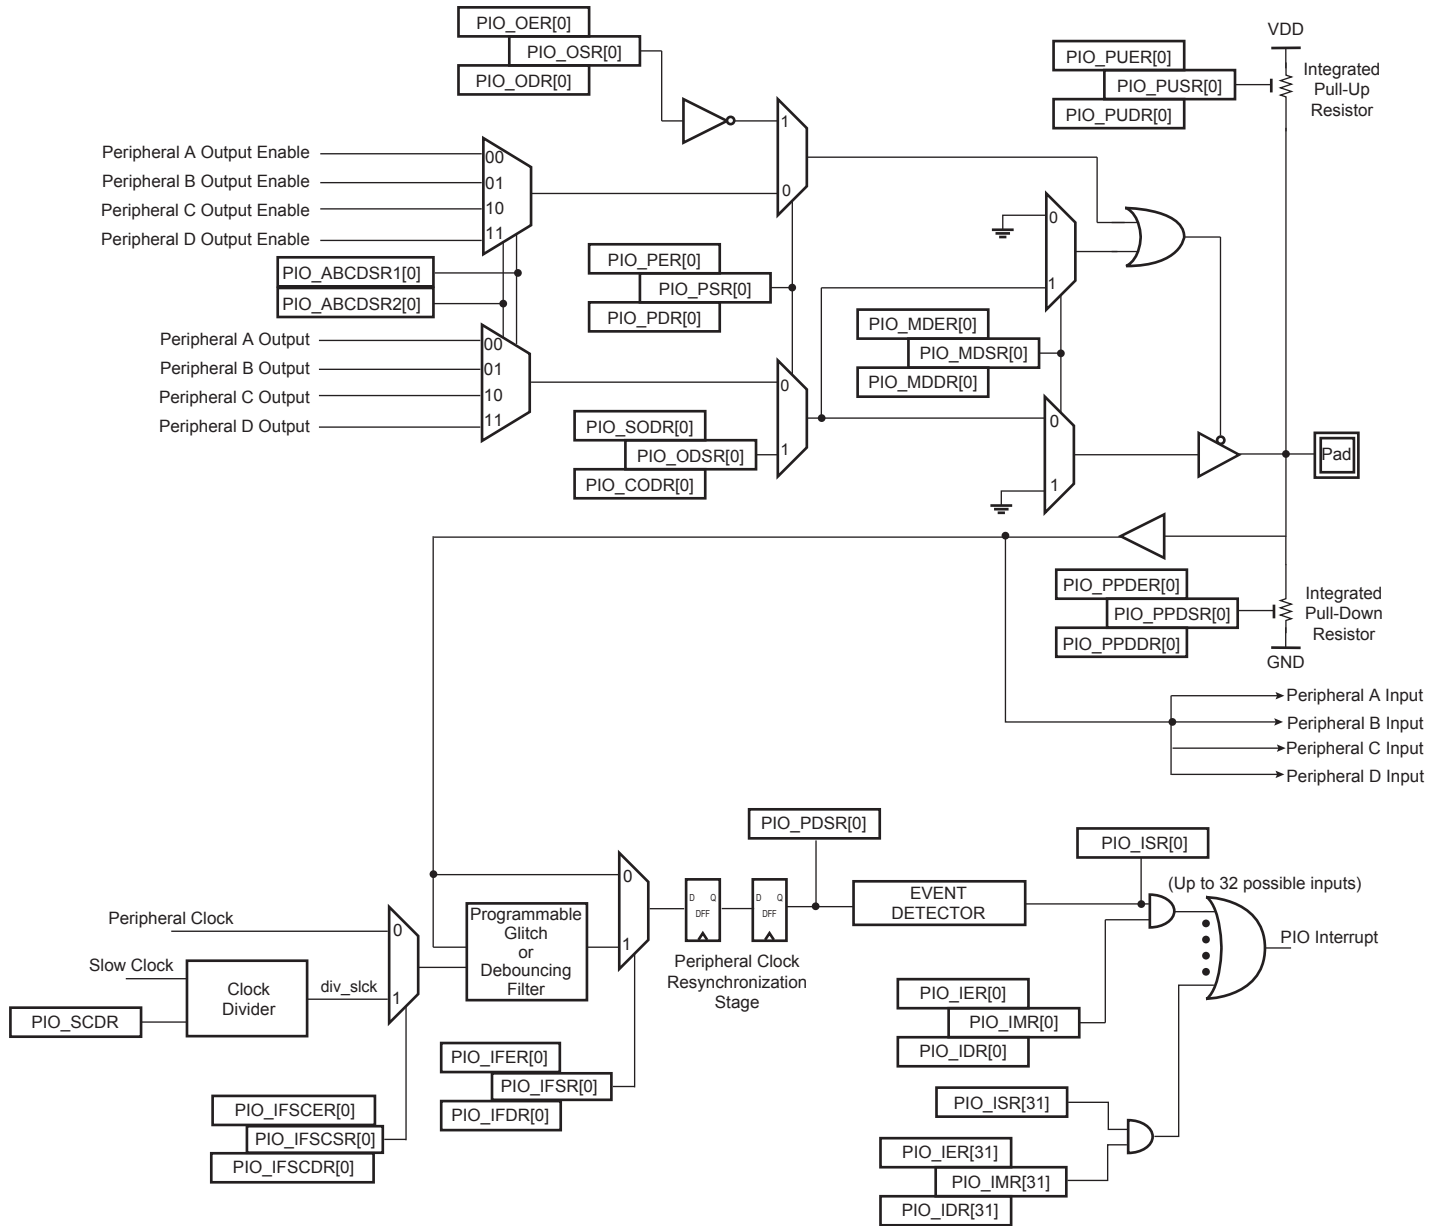 PIO_OER[0]
PIO_OSR[0]
PIO_ODR[0]
VDD
PIO_PUER[0]
PIO_PUSR[0]
PIO_PUDR[0]
Integrated
Pull-Up
Resistor
1
0
Peripheral A Output Enable
Peripheral B Output Enable
Peripheral C Output Enable
Peripheral D Output Enable
00
01
10
11
PIO_ABCDSR1[0]
PIO_ABCDSR2[0]
PIO_PER[0]
PIO_PSR[0]
PIO_PDR[0]
0
1
PIO_MDER[0]
PIO_MDSR[0]
PIO_MDDR[0]
Peripheral A Output
Peripheral B Output
Peripheral C Output
Peripheral D Output
00
01
10
11
0
1
PIO_SODR[0]
PIO_ODSR[0]
PIO_CODR[0]
0
1
Pad
PIO_PPDER[0]
PIO_PPDSR[0]
PIO_PPDDR[0]
Integrated
Pull-Down
Resistor
GND
Peripheral A Input
Peripheral B Input
Peripheral C Input
Peripheral D Input
PIO_PDSR[0]
PIO_ISR[0]
(Up to 32 possible inputs)
EVENT
DETECTOR
PIO Interrupt
0
1
D Q
DFF
D Q
DFF
Peripheral Clock
Resynchronization
Stage
Programmable
Glitch
or
Debouncing
Filter
Peripheral Clock
Slow Clock
0
1
Clock
Divider
div_slck
PIO_SCDR
PIO_IER[0]
PIO_IMR[0]
PIO_IDR[0]
PIO_IFER[0]
PIO_IFSR[0]
PIO_IFDR[0]
PIO_IFSCER[0]
PIO_IFSCSR[0]
PIO_IFSCDR[0]
PIO_ISR[31]
PIO_IER[31]
PIO_IMR[31]
PIO_IDR[31]